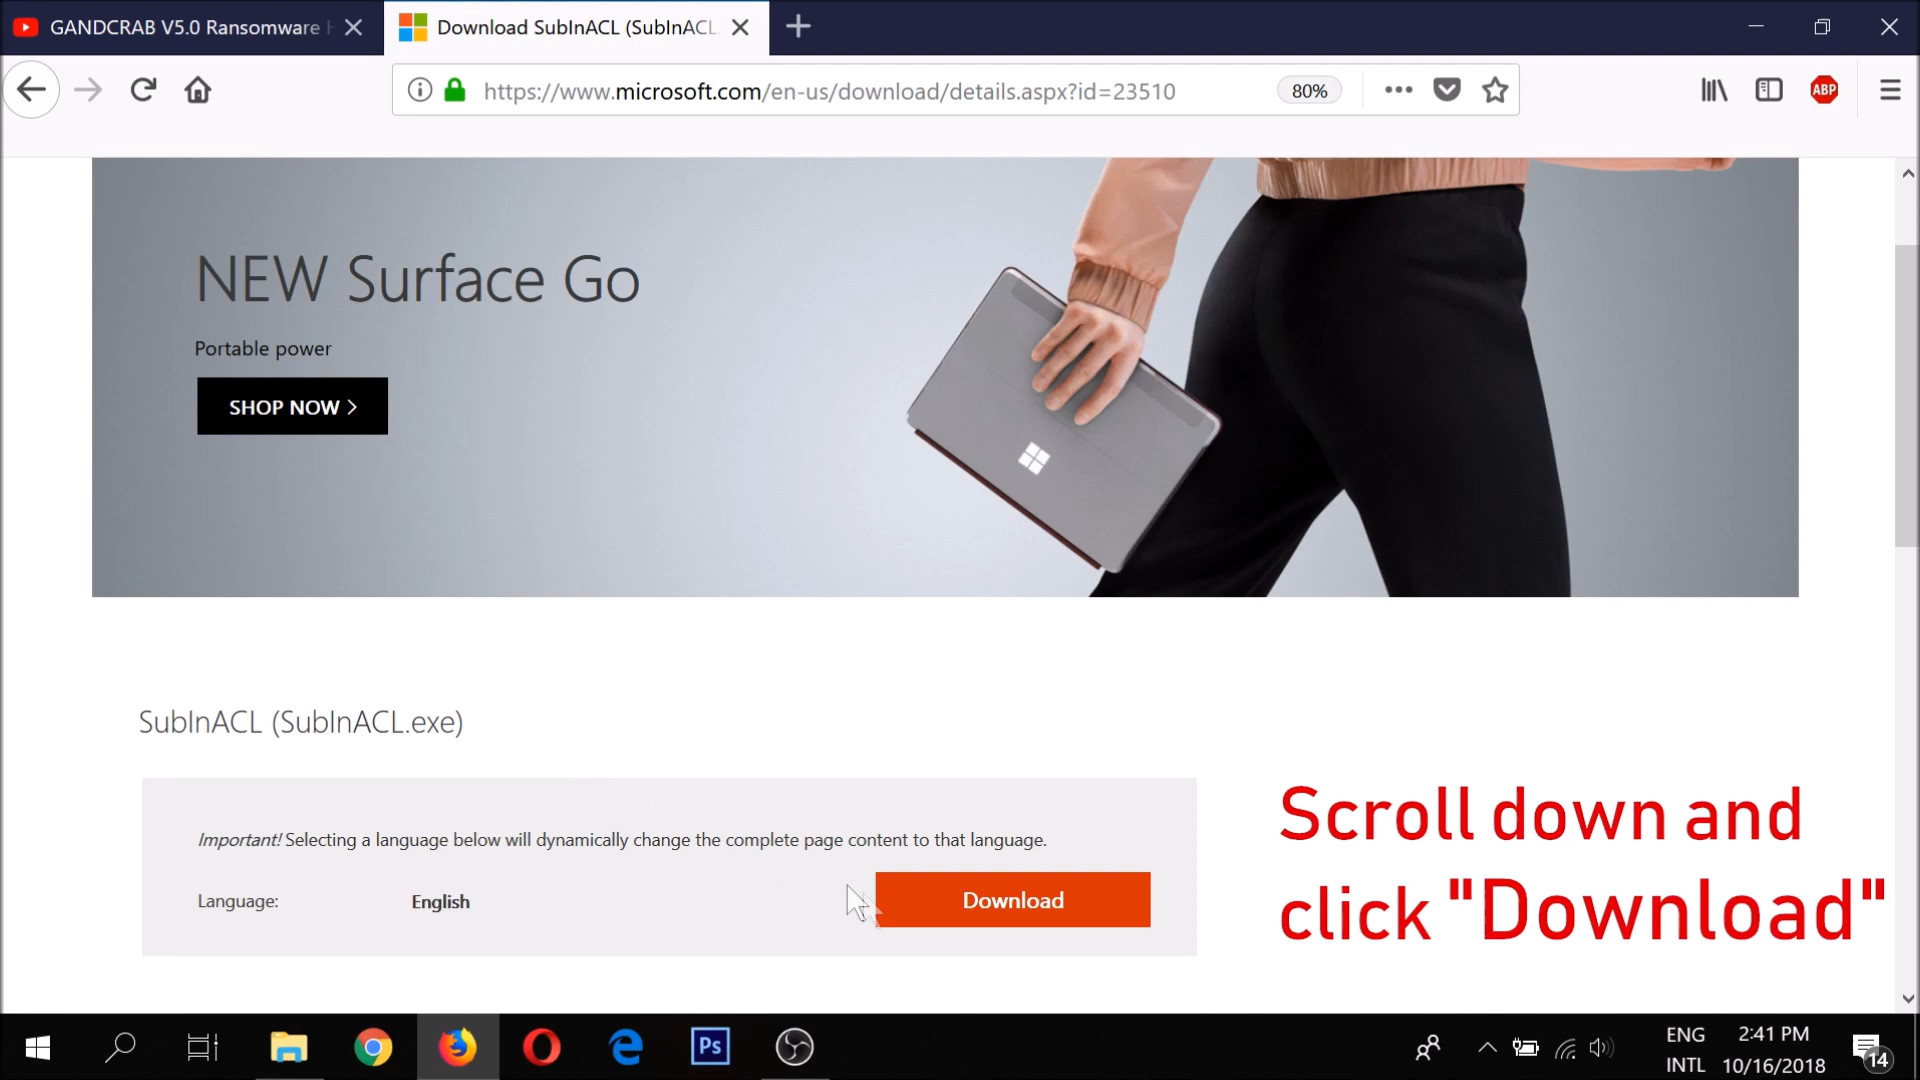 GANDCRAB V5.0 Ransomware
Download SubInACL (SubInACL.
https://www.microsoft.com/en-us/download/details.aspx?id=23510
80%
ABP
NEW Surface Go
Portable power
SHOP NOW
SubInACL (SubInACL.exe)
Important! Selecting a language below will dynamically change the complete page content to that language.
Language:
English
Download
Scroll down and
click "Download"
Ps
ENG
INTL
2:41 PM
10/16/2018
14